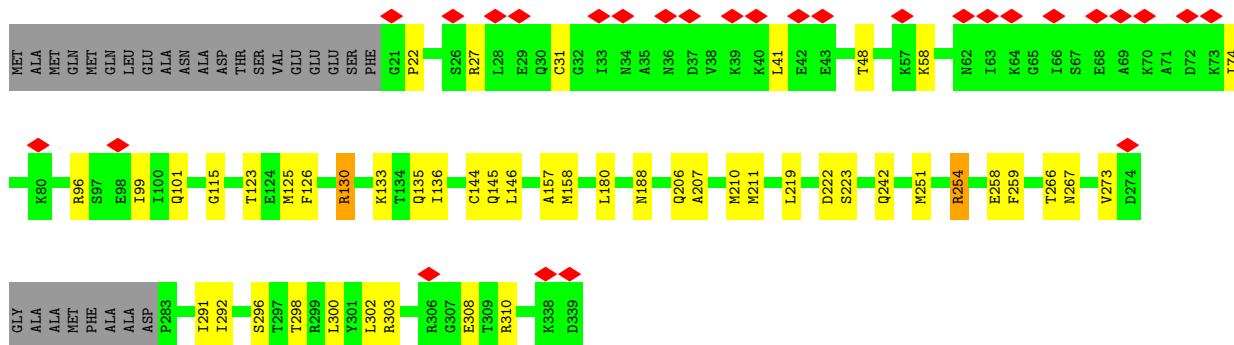 MET ALA MET GLN MET GLN LEU GLU ALA ASN ALA ASP THR SER VAL GLU GLU GLU SER PHE G21 P22 S26 R27 L28 E29 Q30 C31 G32 I33 N34 A35 N36 D37 V38 K39 K40 L41 E42 E43 T48 K57 K58 N62 I63 K64 G65 I66 S67 E68 A69 K70 A71 D72 K73 I74
K80 R96 S97 E98 I99 I100 Q101 G115 T123 E124 M125 F126 R130 K133 T134 Q135 I136 C144 Q145 L146 A157 M158 L180 N188 Q206 A207 M210 M211 L219 D222 S223 Q242 M251 R254 E258 F259 T266 N267 V273 D274
GLY ALA ALA MET PHE ALA ALA ASP P283 I291 I292 S296 T297 T298 R299 L300 Y301 L302 R303 R306 G307 E308 T309 R310 K338 D339